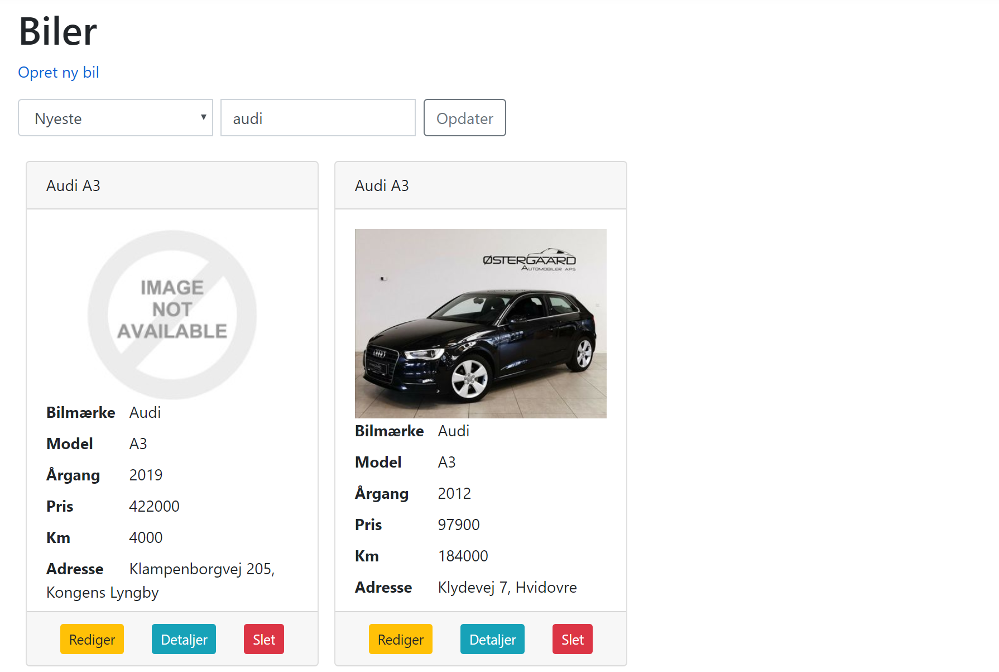 Biler
Opret ny bil
Nyeste
audi
Opdater
Audi A3
IMAGE
NOT
AVAILABLE
Bilmærke Audi
Model A3
Årgang 2019
Pris 422000
Km 4000
Adresse Klampenborgvej 205,
Kongens Lyngby
Rediger Detaljer Slet
Audi A3
ØSTERGAARD
AUTOMOBILER APS
Bilmærke Audi
Model A3
Årgang 2012
Pris 97900
Km 184000
Adresse Klydevej 7, Hvidovre
Rediger Detaljer Slet